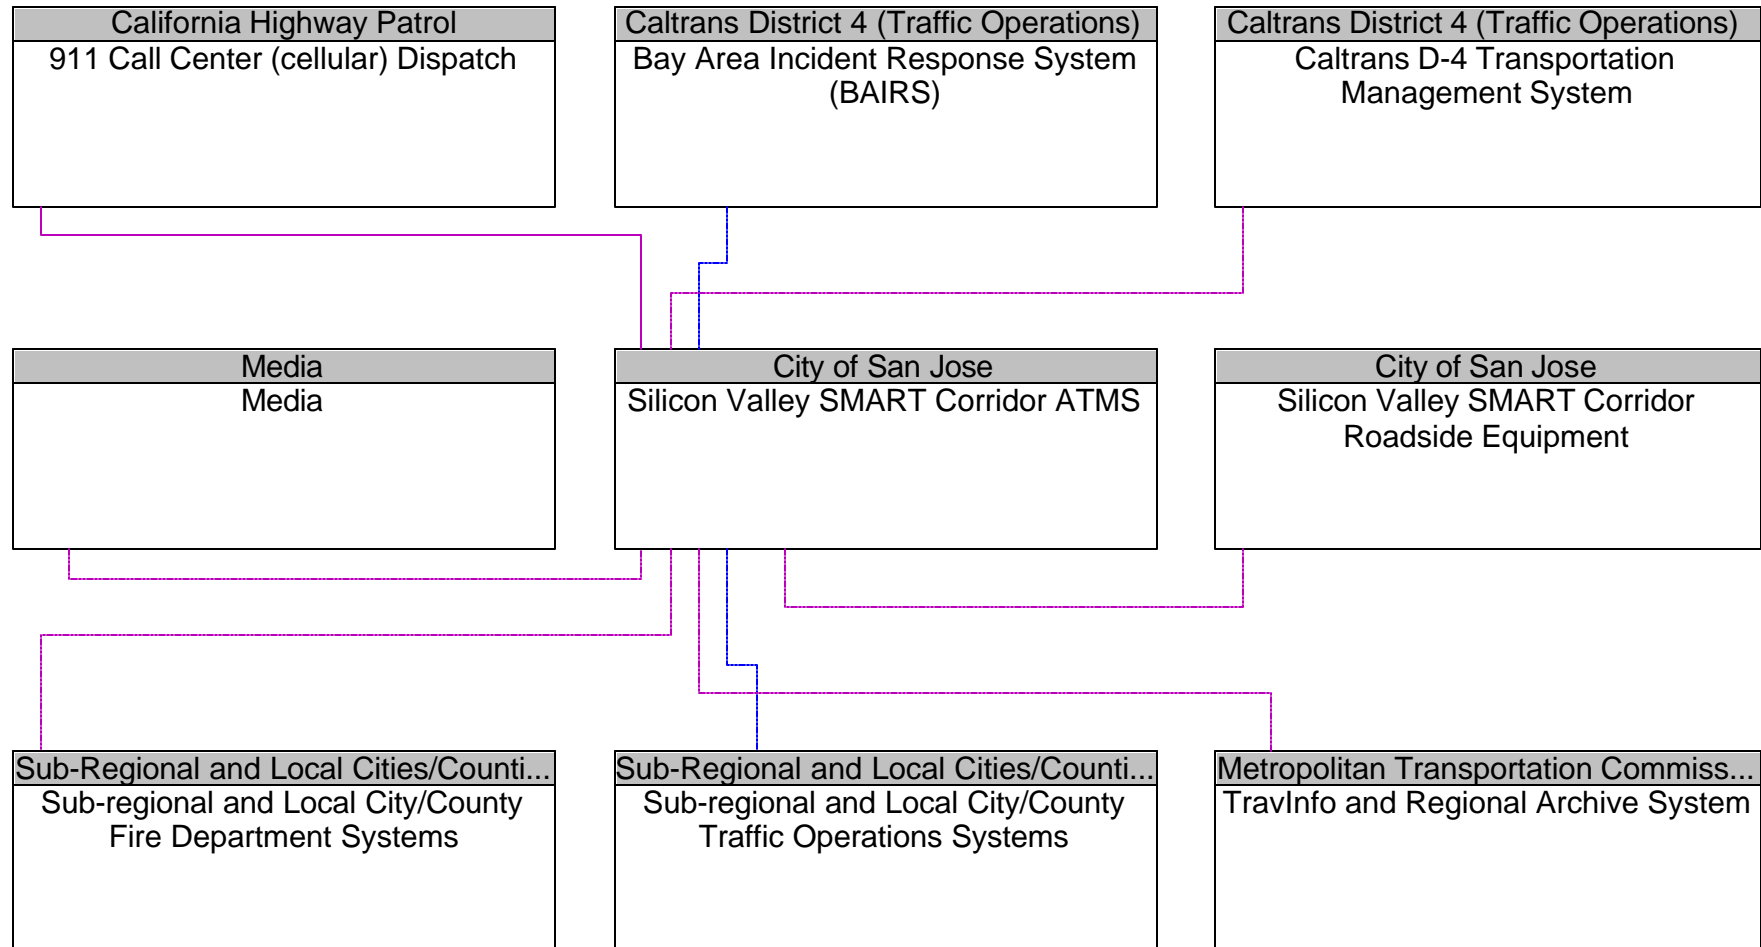 California Highway Patrol
911 Call Center (cellular) Dispatch
Caltrans District 4 (Traffic Operations)
Bay Area Incident Response System
(BAIRS)
Caltrans District 4 (Traffic Operations)
Caltrans D-4 Transportation
Management System
Media
Media
City of San Jose
Silicon Valley SMART Corridor ATMS
City of San Jose
Silicon Valley SMART Corridor
Roadside Equipment
Sub-Regional and Local Cities/Counti...
Sub-regional and Local City/County
Fire Department Systems
Sub-Regional and Local Cities/Counti...
Sub-regional and Local City/County
Traffic Operations Systems
Metropolitan Transportation Commiss...
TravInfo and Regional Archive System